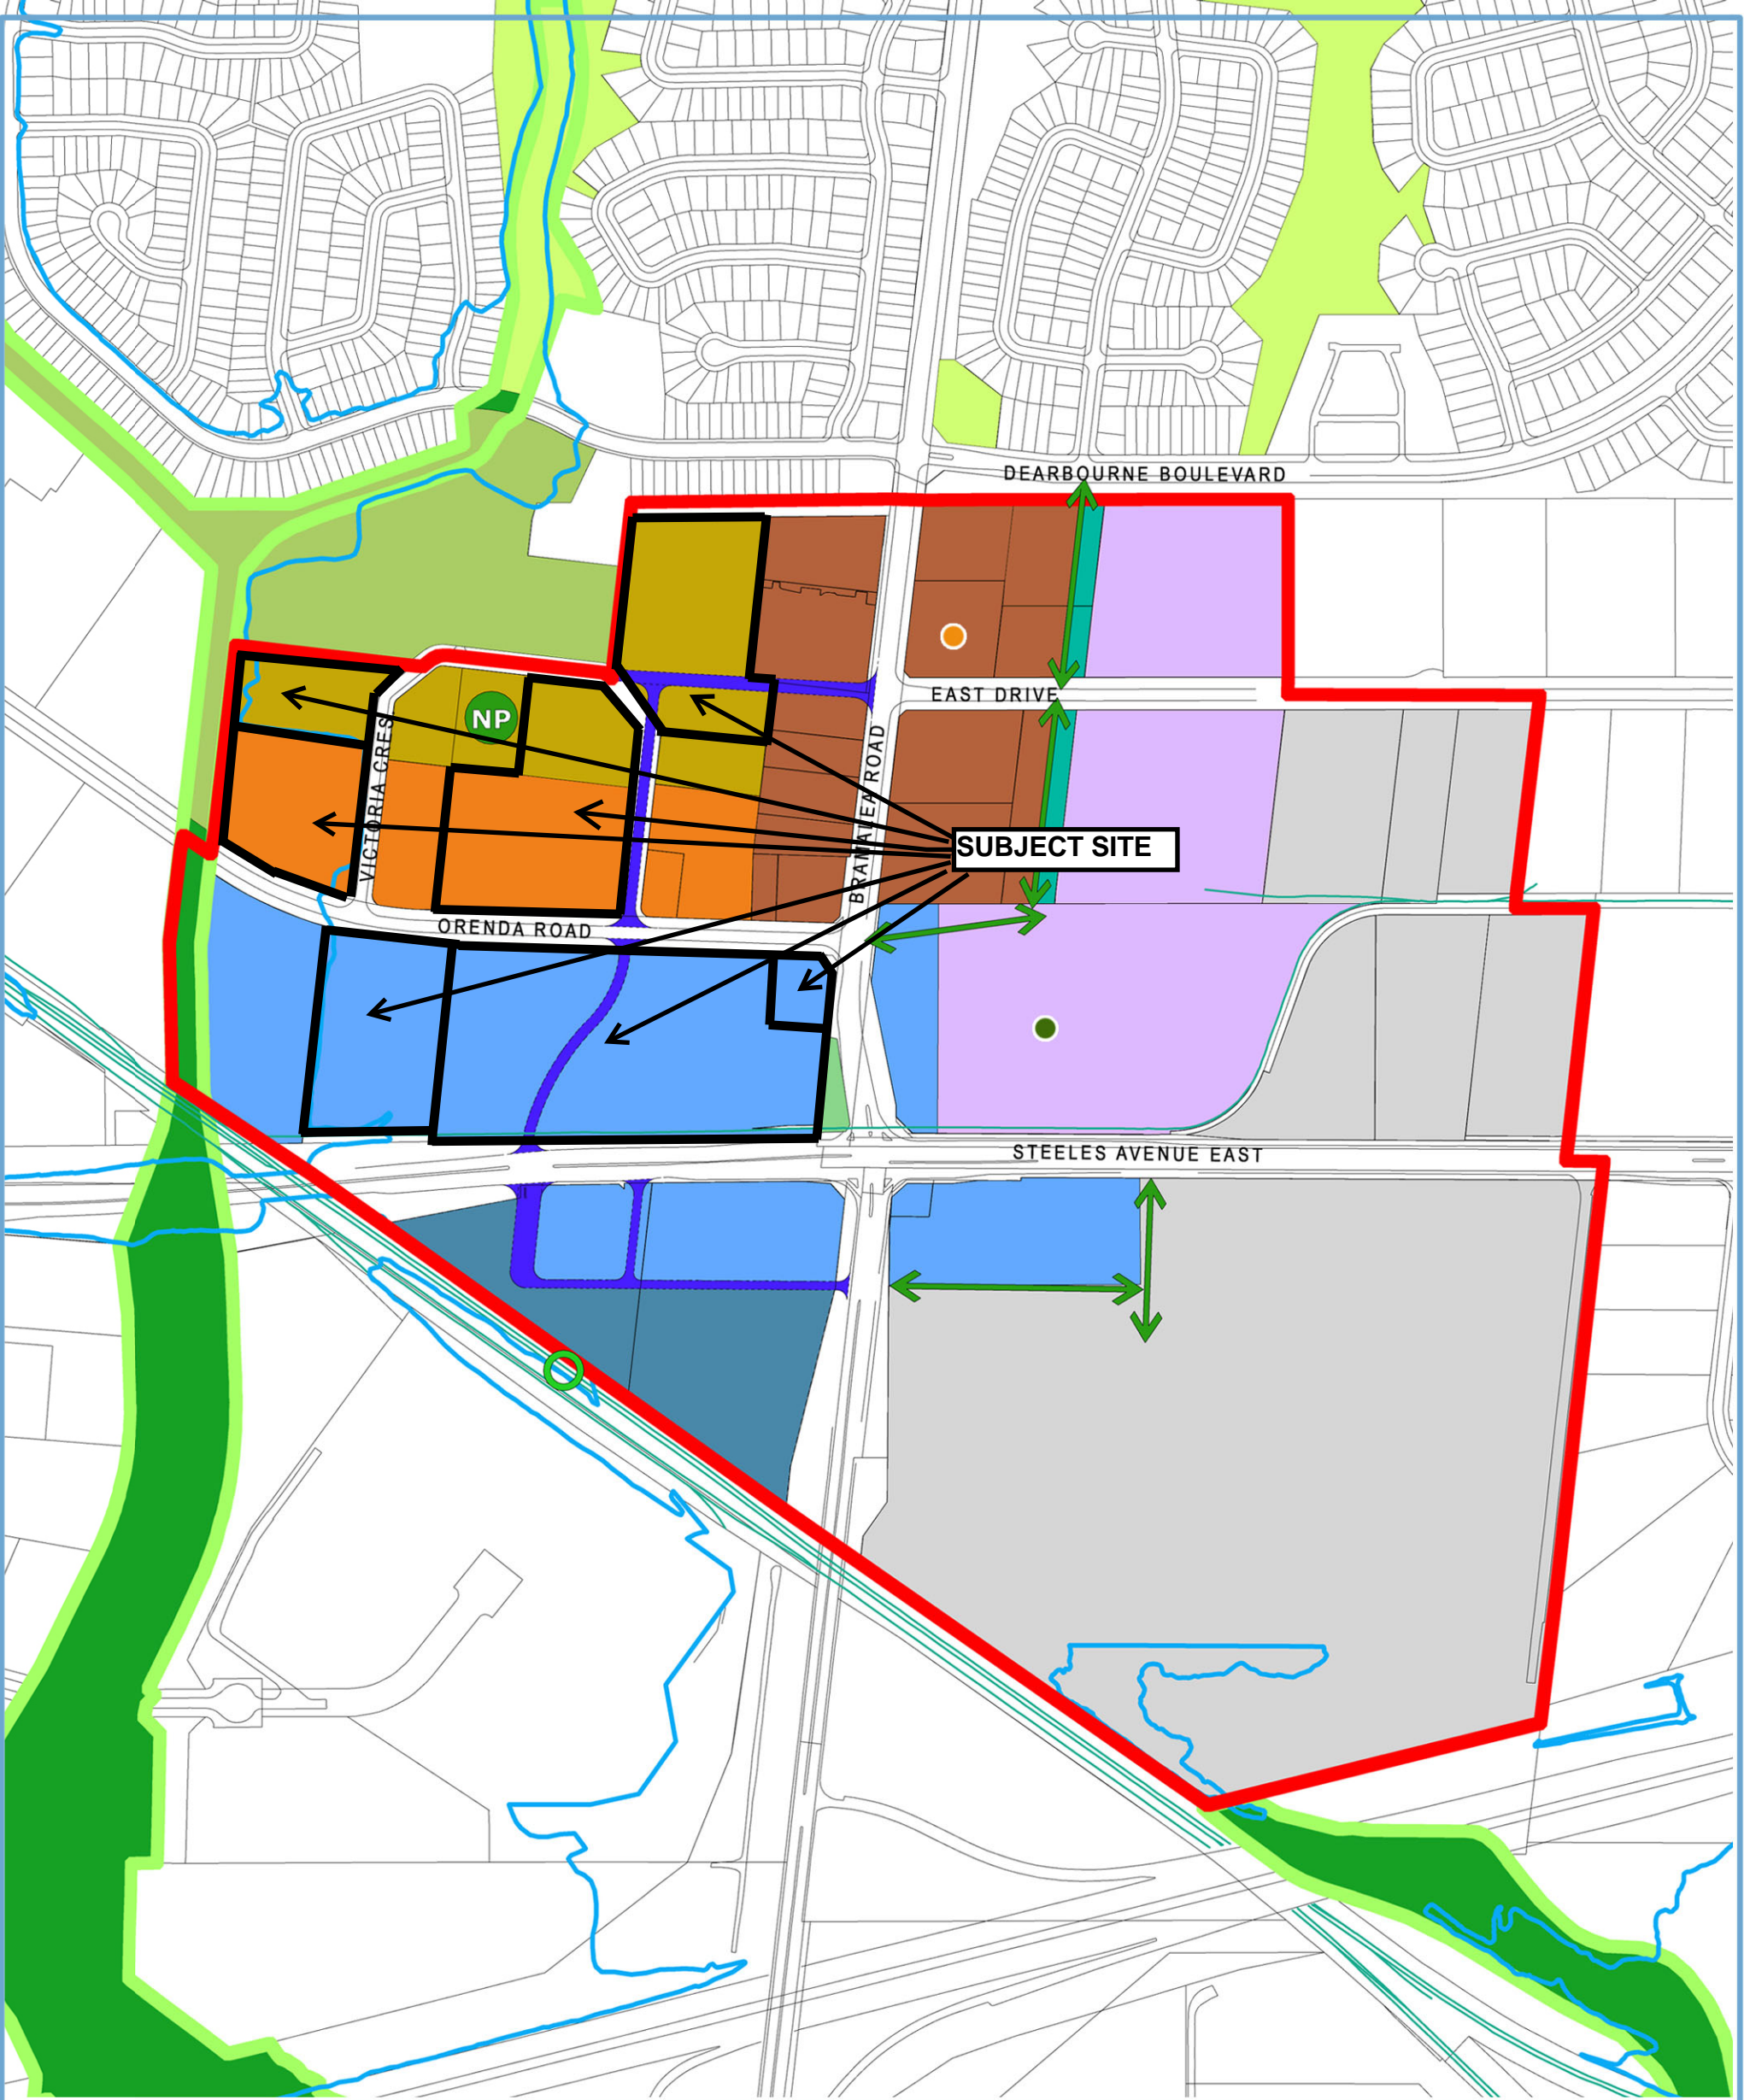 DEARBOURNE BOULEVARD
EAST DRIVE
NP
VICTORIA CRES.
BRAMALEA ROAD
SUBJECT SITE
ORENDA ROAD
STEELES AVENUE EAST